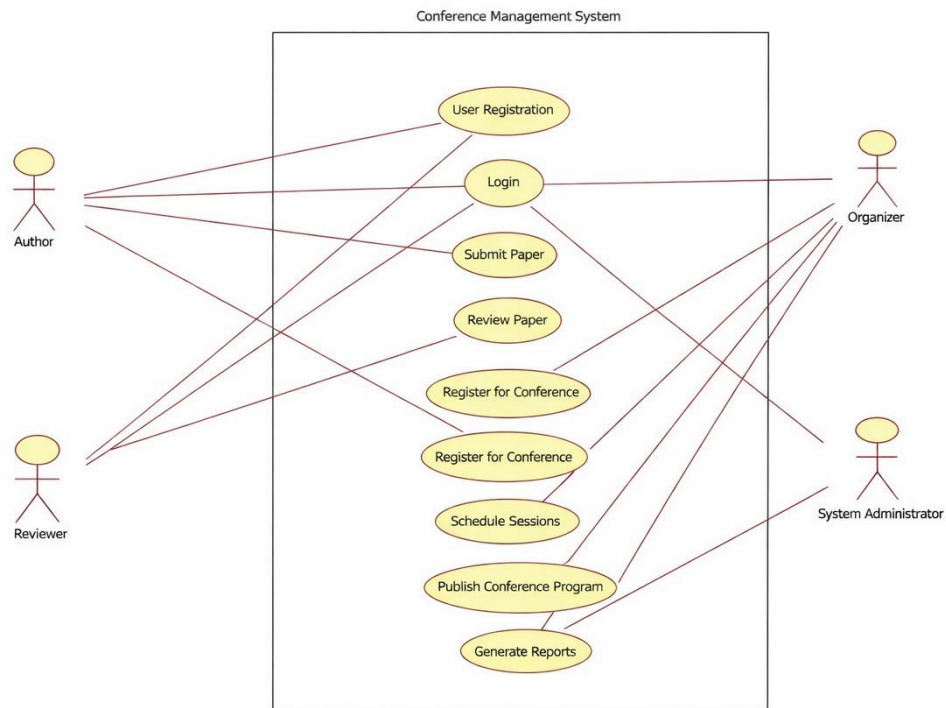 Conference Management System
User Registration
Author
Login
Organizer
Submit Paper
Review Paper
Register for Conference
Register for Conference
Reviewer
Schedule Sessions
System Administrator
Publish Conference Program
Generate Reports